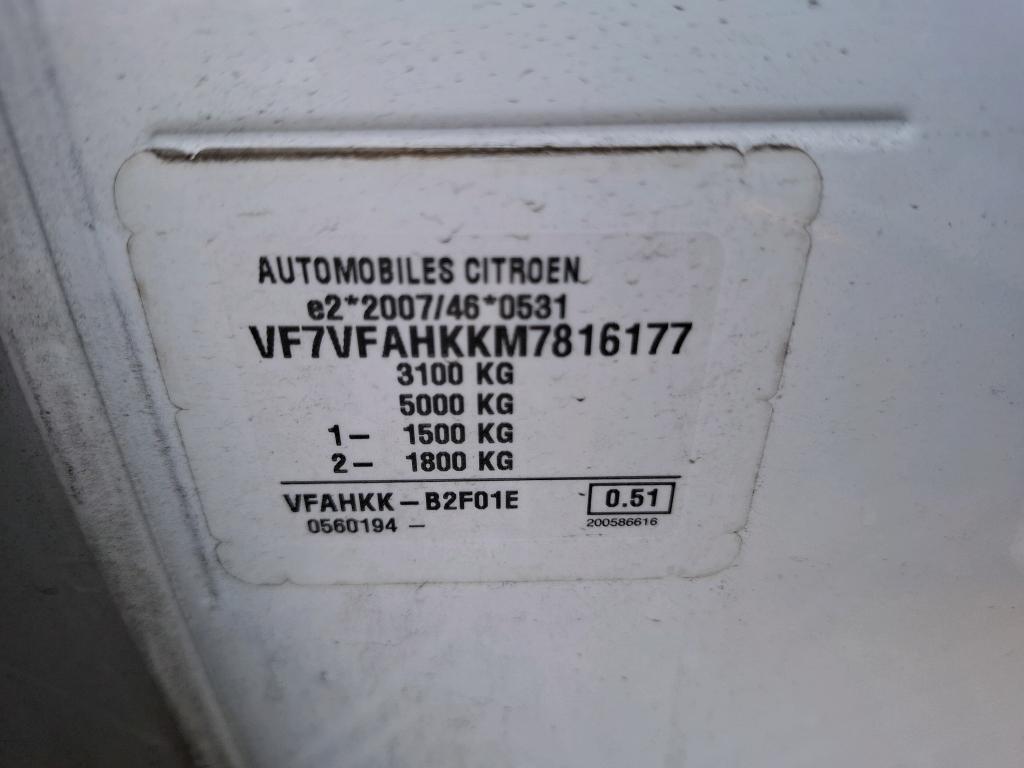 AUTOMOBILES CITROEN
e2*2007/46*0531
VF7VFAHKKM7816177
3100 KG
5000 KG
1- 1500 KG
2- 1800 KG
VFAHKK-B2F01E 0.51
0560194 - 200586616